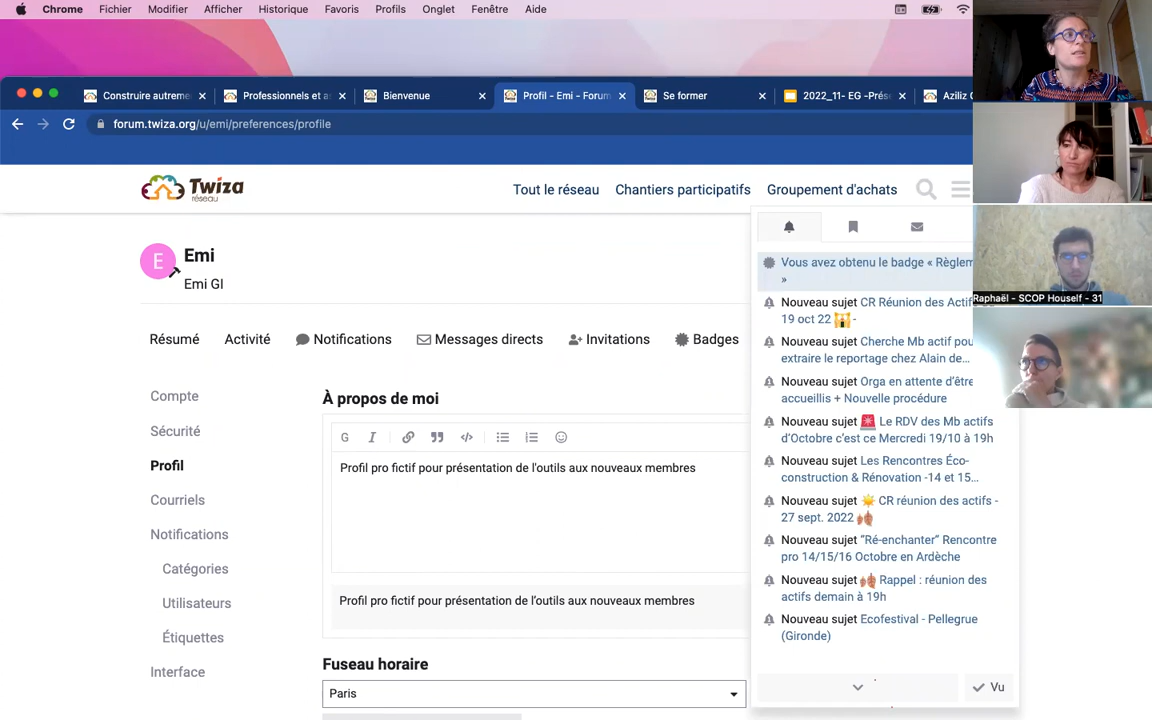 Chrome Fichier Modifier Afficher Historique Favoris Profils Onglet Fenêtre Aide
Construire autreme Professionnels et a Bienvenue Profil - Emi - Forum Se former 2022_11- EG -Prés Aziliz
forum.twiza.org/u/emi/preferences/profile
Twiza
réseau
Tout le réseau Chantiers participatifs Groupement d'achats
E
Emi
Emi GI
Résumé Activité Notifications Messages directs Invitations Badges
Compte
Sécurité
Profil
Courriels
Notifications
Catégories
Utilisateurs
Étiquettes
Interface
À propos de moi
G I </>
Profil pro fictif pour présentation de l'outils aux nouveaux membres
Profil pro fictif pour présentation de l'outils aux nouveaux membres
Fuseau horaire
Paris
Vous avez obtenu le badge « Règlem
»
Nouveau sujet CR Réunion des Actifs
19 oct 22 -
Nouveau sujet Cherche Mb actif pou
extraire le reportage chez Alain de…
Nouveau sujet Orga en attente d'être
accueillis + Nouvelle procédure
Nouveau sujet Le RDV des Mb actifs
d'Octobre c'est ce Mercredi 19/10 à 19h
Nouveau sujet Les Rencontres Éco-
construction & Rénovation -14 et 15…
Nouveau sujet CR réunion des actifs -
27 sept. 2022
Nouveau sujet “Ré-enchanter” Rencontre
pro 14/15/16 Octobre en Ardèche
Nouveau sujet Rappel : réunion des
actifs demain à 19h
Nouveau sujet Ecofestival - Pellegrue
(Gironde)
Vu
Raphaël - SCOP Houself - 31